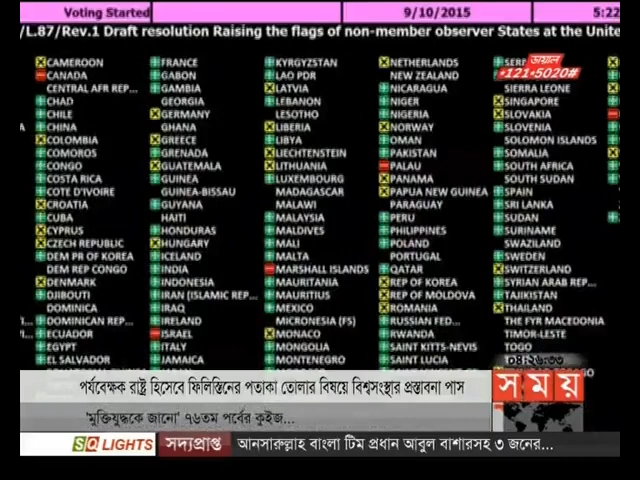 Voting Started 9/10/2015 5:22
/L.87/Rev.1 Draft resolution Raising the flags of non-member observer States at the Unite
CAMEROON FRANCE KYRGYZSTAN NETHERLANDS SERB ডায়াল
CANADA GABON LAO PDR NEW ZEALAND *121*5020#
CENTRAL AFR REP... GAMBIA LATVIA NICARAGUA SIERRA LEONE
CHAD GEORGIA LEBANON NIGER SINGAPORE
CHILE GERMANY LESOTHO NIGERIA SLOVAKIA
CHINA GHANA LIBERIA NORWAY SLOVENIA
COLOMBIA GREECE LIBYA OMAN SOLOMON ISLANDS
COMOROS GRENADA LIECHTENSTEIN PAKISTAN SOMALIA
CONGO GUATEMALA LITHUANIA PALAU SOUTH AFRICA
COSTA RICA GUINEA LUXEMBOURG PANAMA SOUTH SUDAN
COTE D'IVOIRE GUINEA-BISSAU MADAGASCAR PAPUA NEW GUINEA SPAIN
CROATIA GUYANA MALAWI PARAGUAY SRI LANKA
CUBA HAITI MALAYSIA PERU SUDAN
CYPRUS HONDURAS MALDIVES PHILIPPINES SURINAME
CZECH REPUBLIC HUNGARY MALI POLAND SWAZILAND
DEM PR OF KOREA ICELAND MALTA PORTUGAL SWEDEN
DEM REP CONGO INDIA MARSHALL ISLANDS QATAR SWITZERLAND
DENMARK INDONESIA MAURITANIA REP OF KOREA SYRIAN ARAB REP...
DJIBOUTI IRAN (ISLAMIC REP... MAURITIUS REP OF MOLDOVA TAJIKISTAN
DOMINICA IRAQ MEXICO ROMANIA THAILAND
DOMINICAN REP... IRELAND MICRONESIA (FS) RUSSIAN FED... THE FYR MACEDONIA
ECUADOR ISRAEL MONACO RWANDA TIMOR-LESTE
EGYPT ITALY MONGOLIA SAINT KITTS-NEVIS TOGO
EL SALVADOR JAMAICA MONTENEGRO SAINT LUCIA 04:26:33
পর্যবেক্ষক রাষ্ট্র হিসেবে ফিলিস্তিনের পতাকা তোলার বিষয়ে বিশ্বসংস্থার প্রস্তাবনা পাস
সময়
'মুক্তিযুদ্ধকে জানো' ৭৬তম পর্বের কুইজ...
SQ LIGHTS সদ্যপ্রাপ্ত আনসারুল্লাহ বাংলা টিম প্রধান আবুল বাশারসহ ৩ জনের...